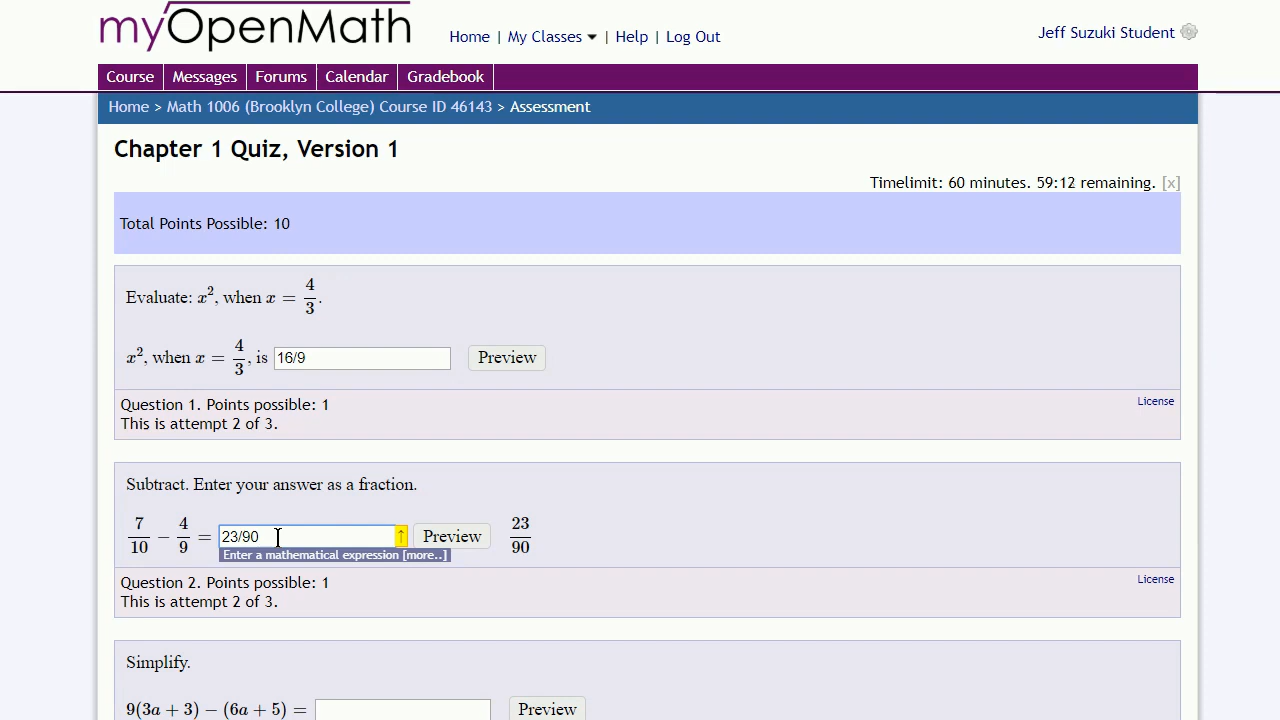 myOpenMath
Home | My Classes ▼ | Help | Log Out
Jeff Suzuki Student
Course Messages Forums Calendar Gradebook
Home > Math 1006 (Brooklyn College) Course ID 46143 > Assessment
Chapter 1 Quiz, Version 1
Timelimit: 60 minutes. 59:12 remaining. [x]
Total Points Possible: 10
Evaluate: x², when x = 4/3.
x², when x = 4/3, is 16/9 Preview
Question 1. Points possible: 1
License
This is attempt 2 of 3.
Subtract. Enter your answer as a fraction.
7/10 − 4/9 = 23/90 ↑ Preview 23/90
Enter a mathematical expression [more..]
Question 2. Points possible: 1
License
This is attempt 2 of 3.
Simplify.
9(3a + 3) − (6a + 5) = Preview